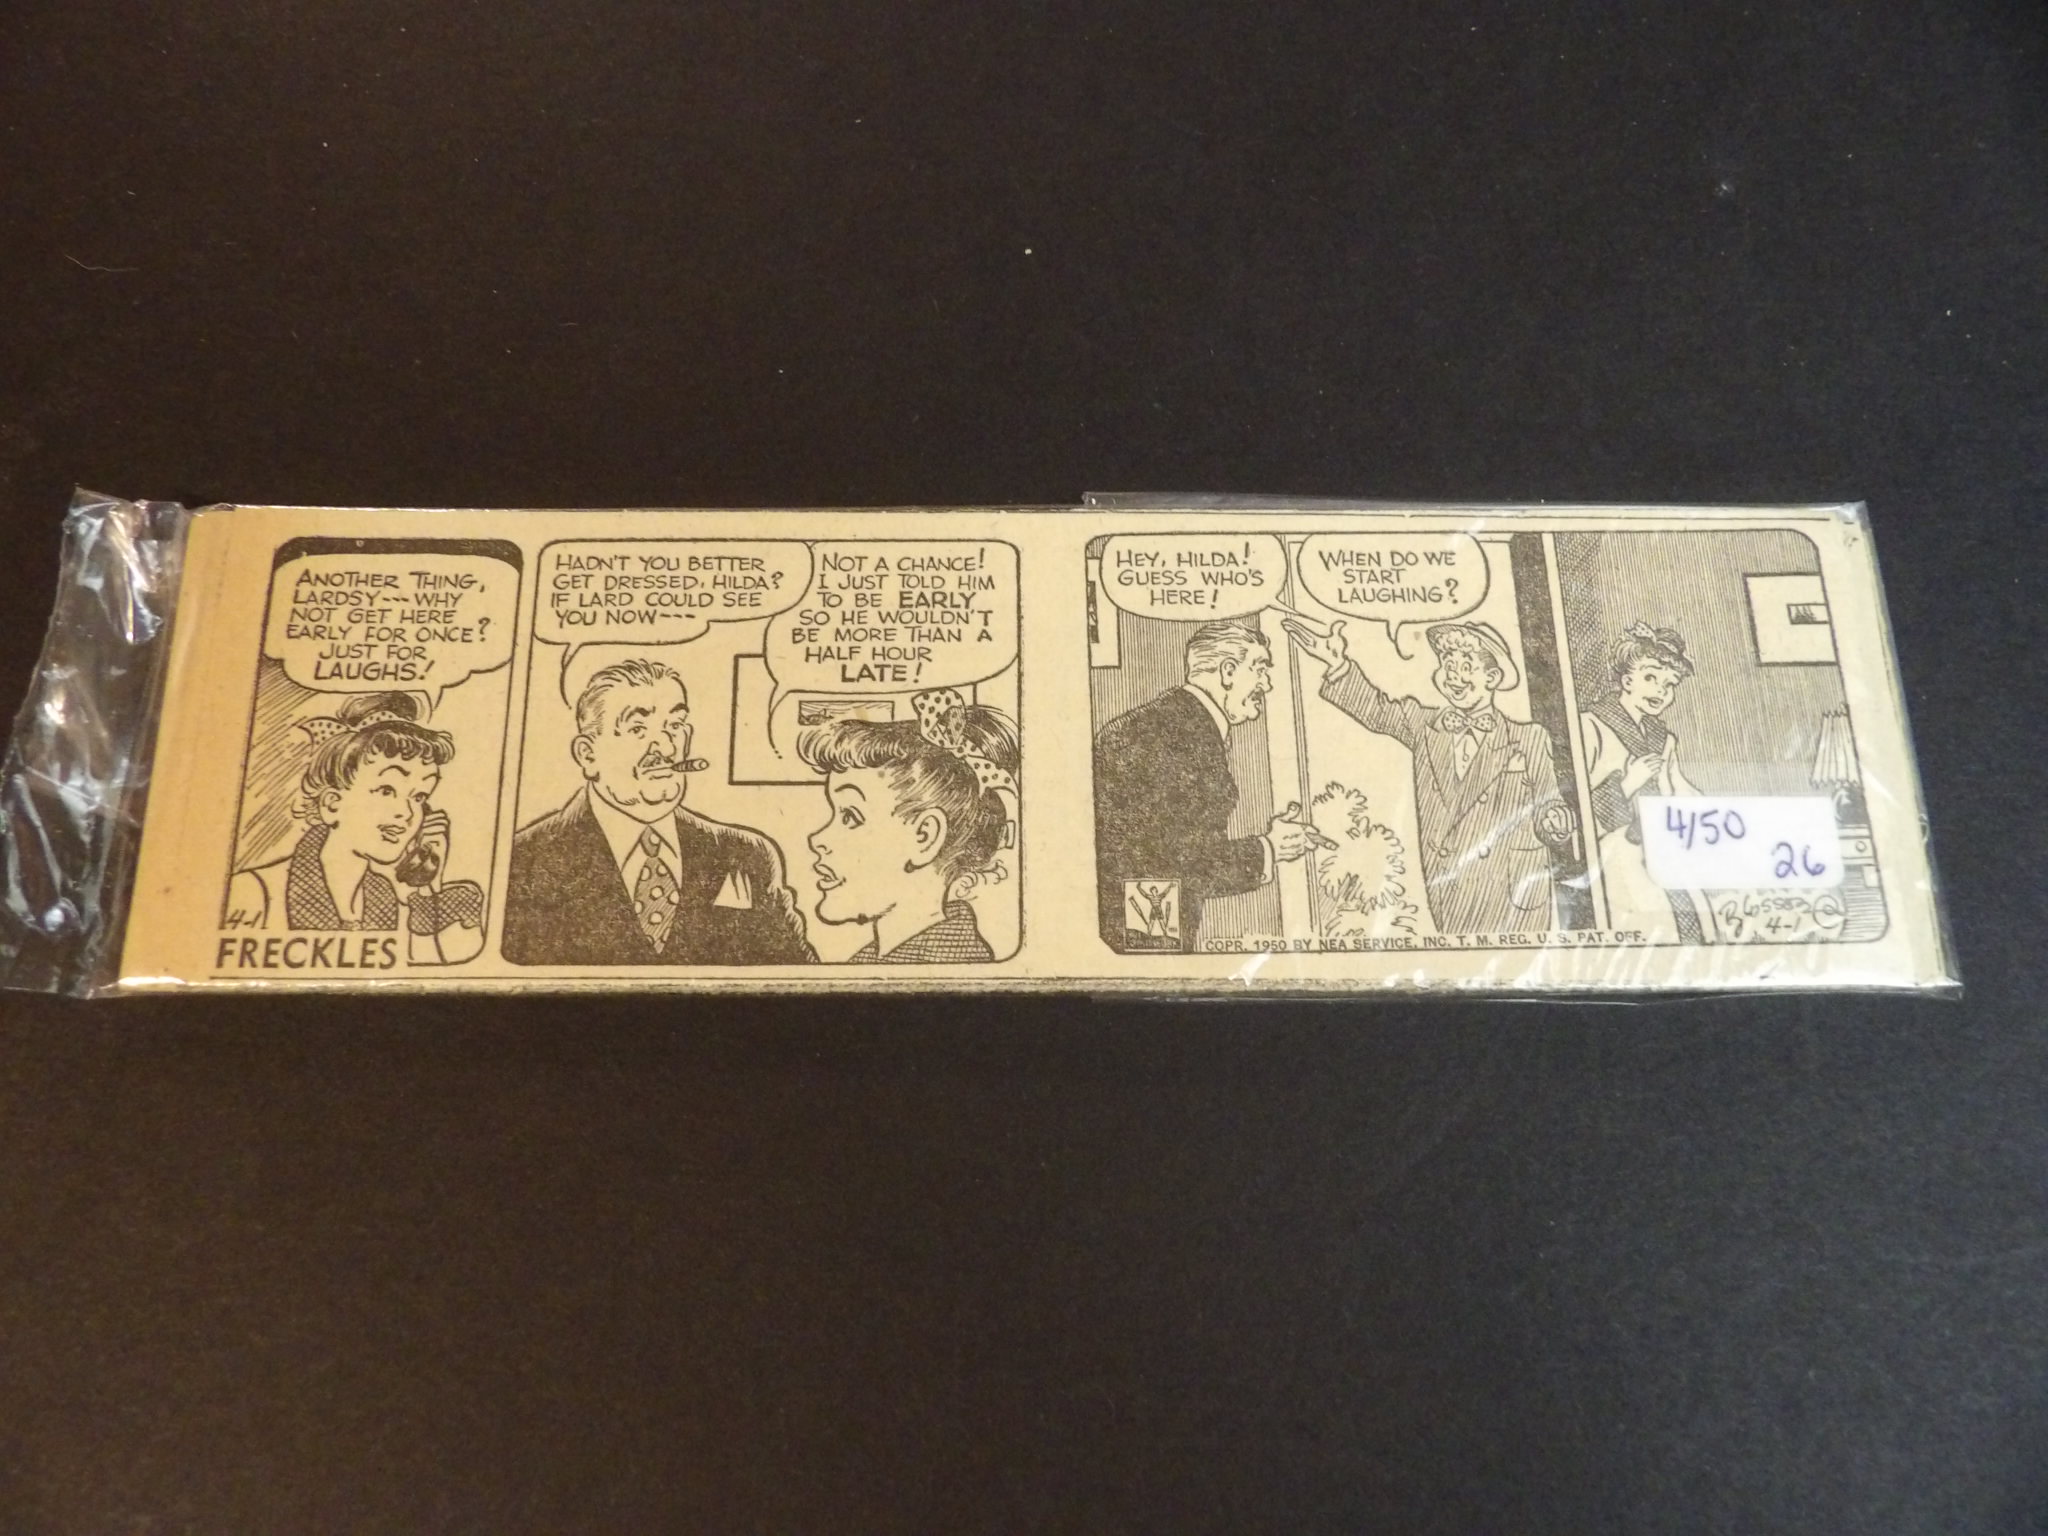 ANOTHER THING,
LARDSY---WHY
NOT GET HERE
EARLY FOR ONCE?
JUST FOR
LAUGHS!
4-1
FRECKLES
HADN'T YOU BETTER
GET DRESSED, HILDA?
IF LARD COULD SEE
YOU NOW---
NOT A CHANCE!
I JUST TOLD HIM
TO BE EARLY
SO HE WOULDN'T
BE MORE THAN A
HALF HOUR
LATE!
HEY, HILDA!
GUESS WHO'S
HERE!
WHEN DO WE
START
LAUGHING?
COPR. 1950 BY NEA SERVICE, INC. T. M. REG. U. S. PAT. OFF.
4/50
26
4-1